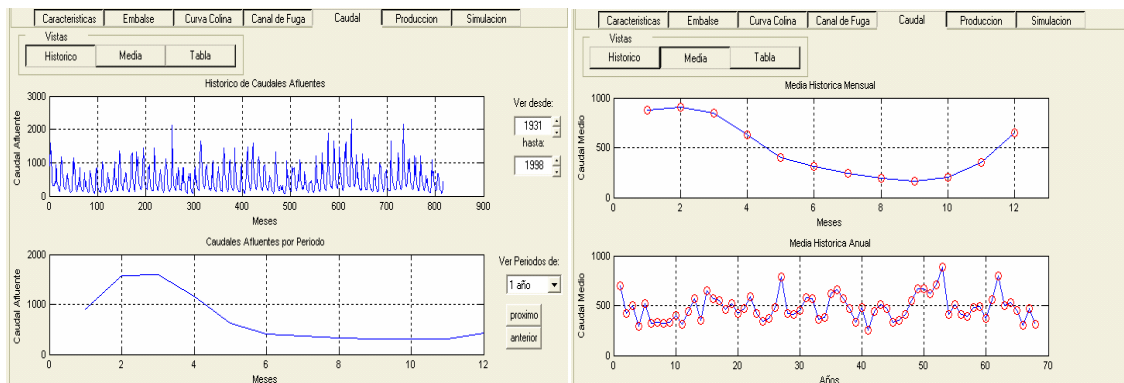 Caracteristicas Embalse Curva Colina Canal de Fuga Caudal Produccion Simulacion
Vistas
Historico Media Tabla
Historico de Caudales Afluentes
Caudal Afluente
3000
2000
1000
0
0 100 200 300 400 500 600 700 800 900
Meses
Ver desde:
1931
hasta:
1998
Caudales Afluentes por Periodo
Caudal Afluente
2000
1000
0
0 2 4 6 8 10 12
Meses
Ver Periodos de:
1 año
proximo
anterior
Caracteristicas Embalse Curva Colina Canal de Fuga Caudal Produccion Simulacion
Vistas
Historico Media Tabla
Media Historica Mensual
Caudal Medio
1000
500
0
0 2 4 6 8 10 12
Meses
Media Historica Anual
Caudal Medio
1000
500
0
0 10 20 30 40 50 60 70
Años